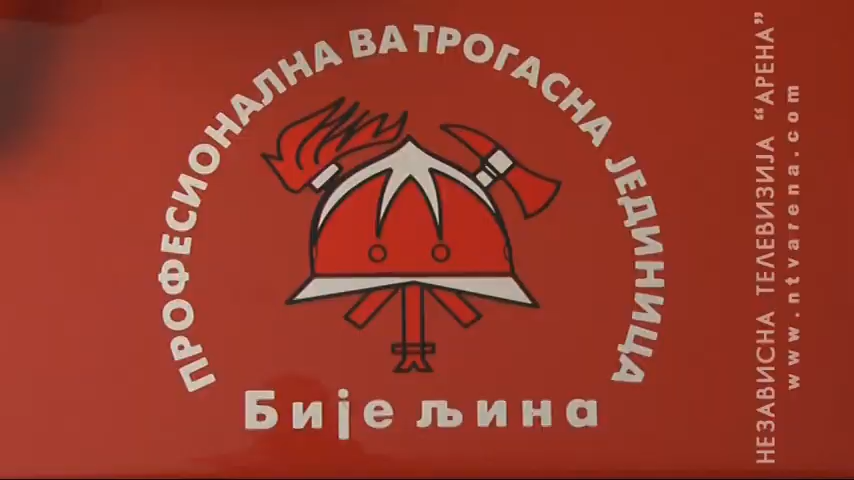 ПРОФЕСИОНАЛНА ВАТРОГАСНА ЈЕДИНИЦА
Бијељина
НЕЗАВИСНА ТЕЛЕВИЗИЈА “АРЕНА”
www.ntvarena.com